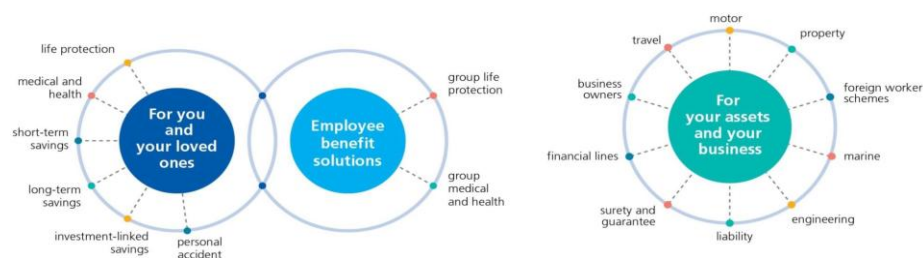 life protection
medical and
health
short-term
savings
long-term
savings
investment-linked
savings
personal
accident
For you
and
your loved
ones
Employee
benefit
solutions
group life
protection
group
medical
and health
motor
travel
property
business
owners
foreign worker
schemes
For
your assets
and your
business
financial lines
marine
surety and
guarantee
engineering
liability